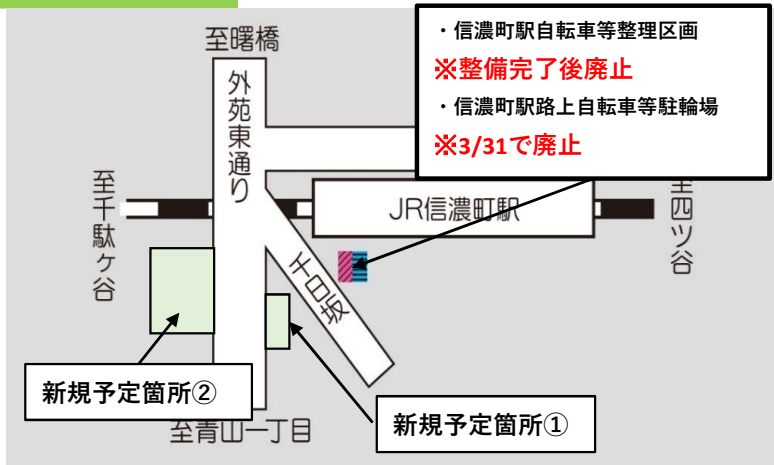 ・信濃町駅自転車等整理区画
※整備完了後廃止
・信濃町駅路上自転車等駐輪場
※3/31で廃止
至曙橋
外苑東通り
至千駄ヶ谷
JR信濃町駅
至四ツ谷
千日坂
新規予定箇所②
新規予定箇所①
至青山一丁目